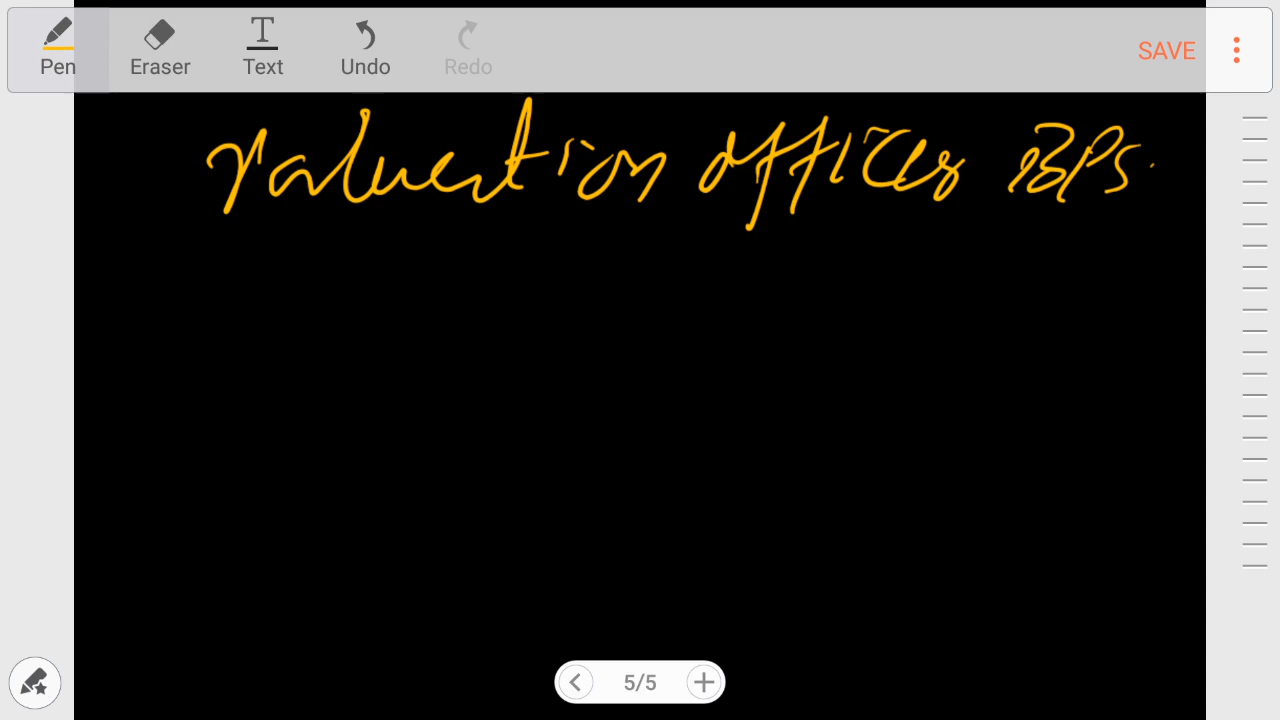 Pen
Eraser
Text
Undo
Redo
SAVE
Valuation officer BPS
5/5